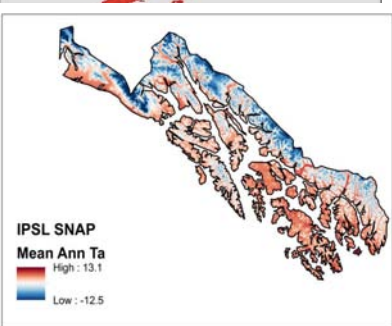 IPSL SNAP
Mean Ann Ta
High : 13.1
Low : -12.5